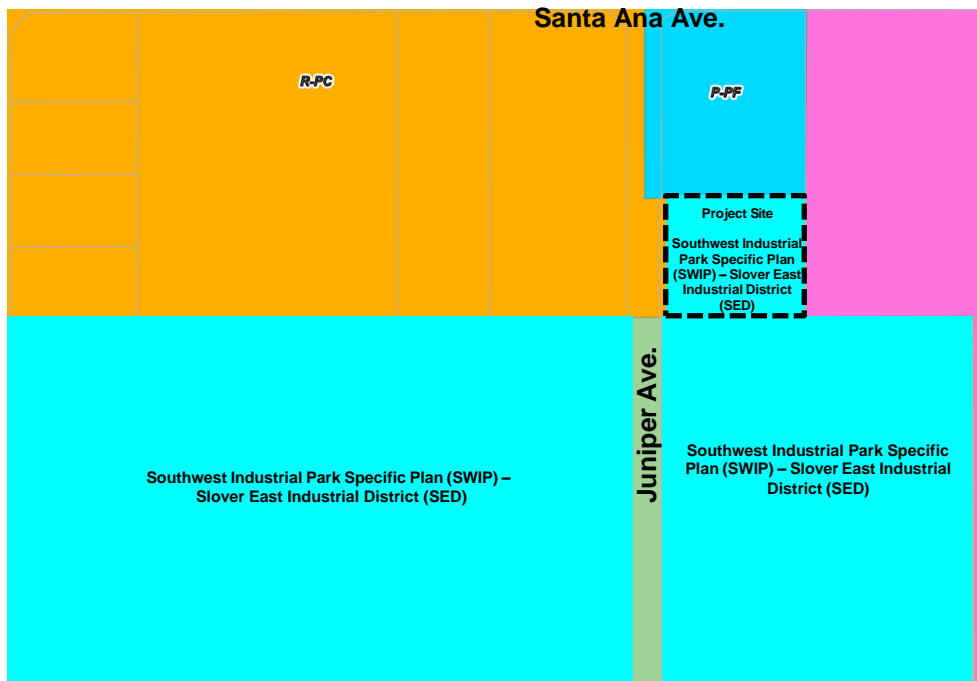 Santa Ana Ave.
R-PC
P-PF
Project Site
Southwest Industrial
Park Specific Plan
(SWIP) – Slover East
Industrial District
(SED)
Juniper Ave.
Southwest Industrial Park Specific Plan (SWIP) –
Slover East Industrial District (SED)
Southwest Industrial Park Specific
Plan (SWIP) – Slover East Industrial
District (SED)